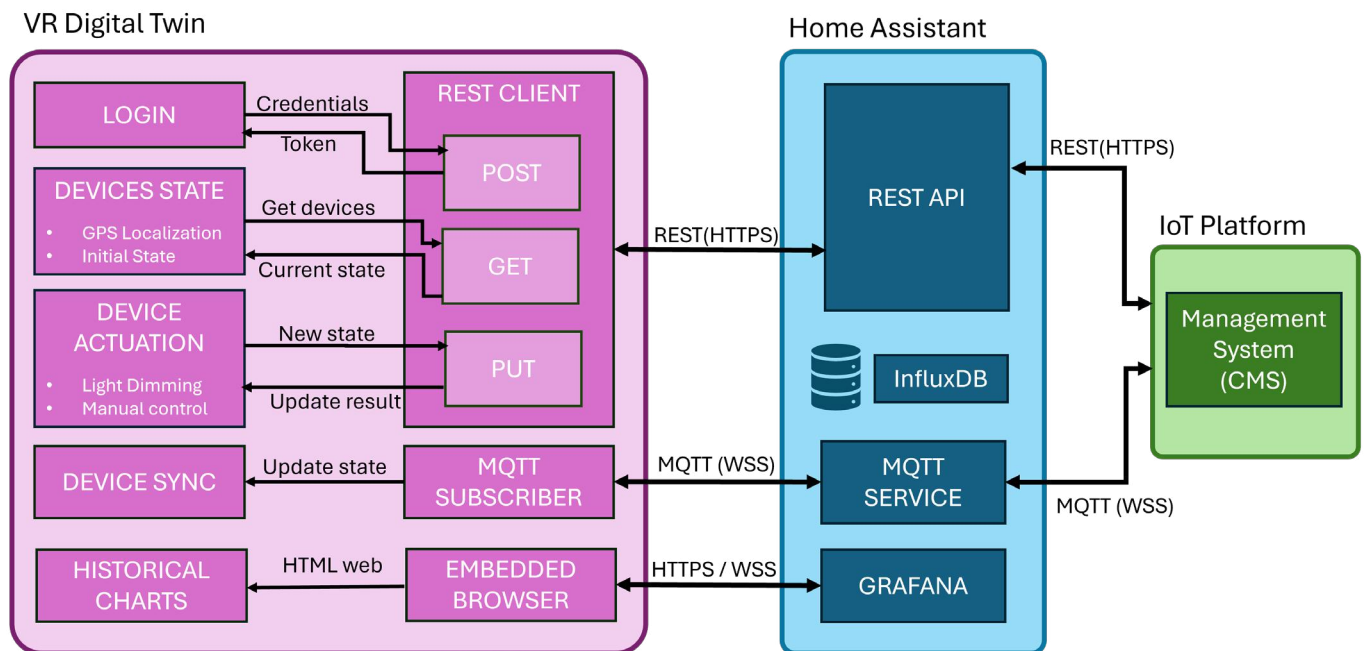 VR Digital Twin
LOGIN
Credentials
Token
REST CLIENT
POST
DEVICES STATE
• GPS Localization
• Initial State
Get devices
Current state
GET
DEVICE
ACTUATION
• Light Dimming
• Manual control
New state
Update result
PUT
DEVICE SYNC
Update state
MQTT
SUBSCRIBER
HISTORICAL
CHARTS
HTML web
EMBEDDED
BROWSER
REST(HTTPS)
MQTT (WSS)
HTTPS / WSS
Home Assistant
REST API
InfluxDB
MQTT
SERVICE
GRAFANA
REST(HTTPS)
MQTT (WSS)
IoT Platform
Management
System
(CMS)